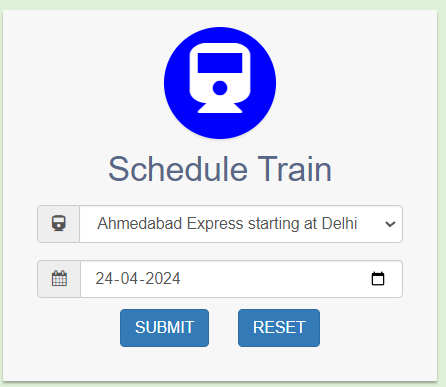 Schedule Train
Ahmedabad Express starting at Delhi
24-04-2024
SUBMIT RESET